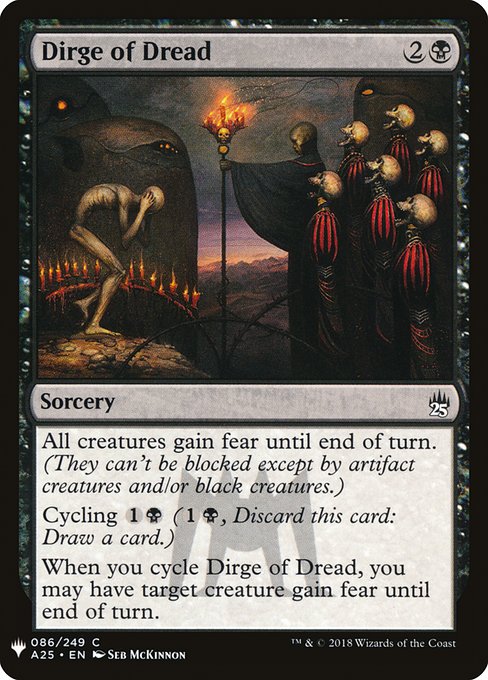 Dirge of Dread 2
Sorcery 25
All creatures gain fear until end of turn.
(They can't be blocked except by artifact
creatures and/or black creatures.)
Cycling 1 (1, Discard this card:
Draw a card.)
When you cycle Dirge of Dread, you
may have target creature gain fear until
end of turn.
086/249 C
A25 • EN Seb McKinnon
™ & © 2018 Wizards of the Coast